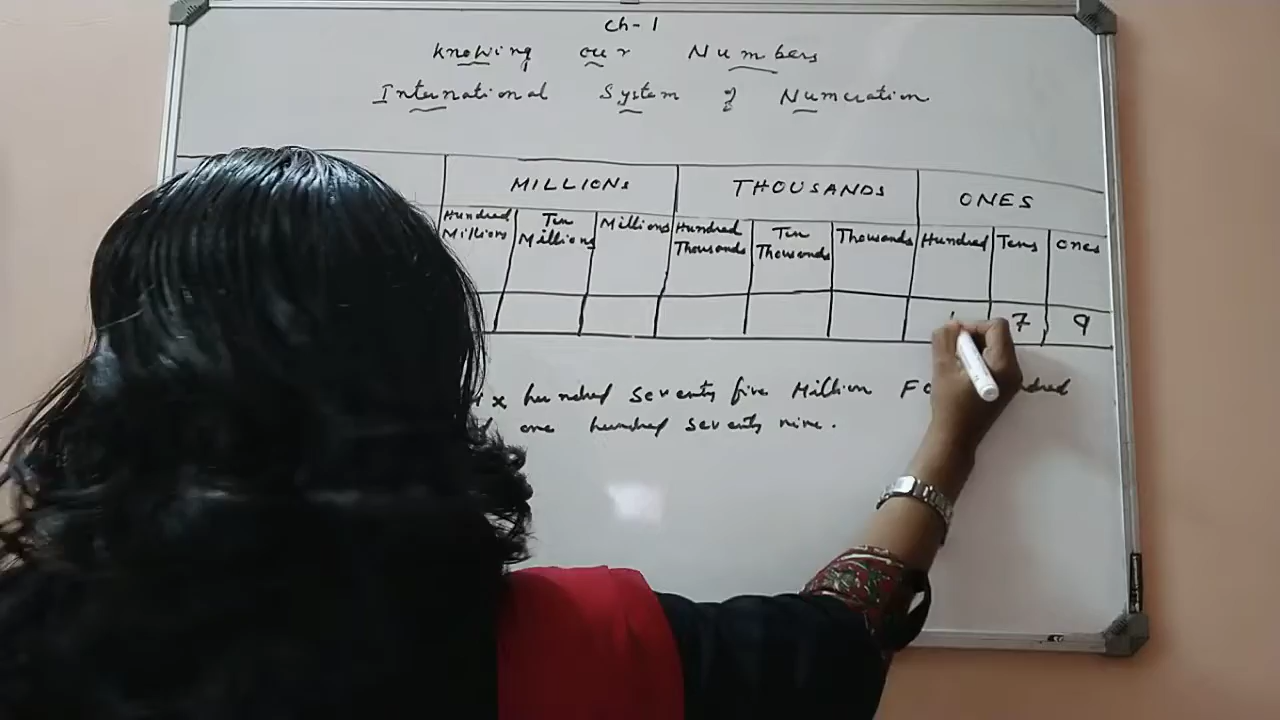 Ch-1
Knowing our Numbers
International System of Numeration
MILLIONS THOUSANDS ONES
Hundred Millions Ten Millions Millions Hundred Thousands Ten Thousands Thousands Hundred Tens Ones
7 9
hundred seventy five Million
one hundred seventy nine.